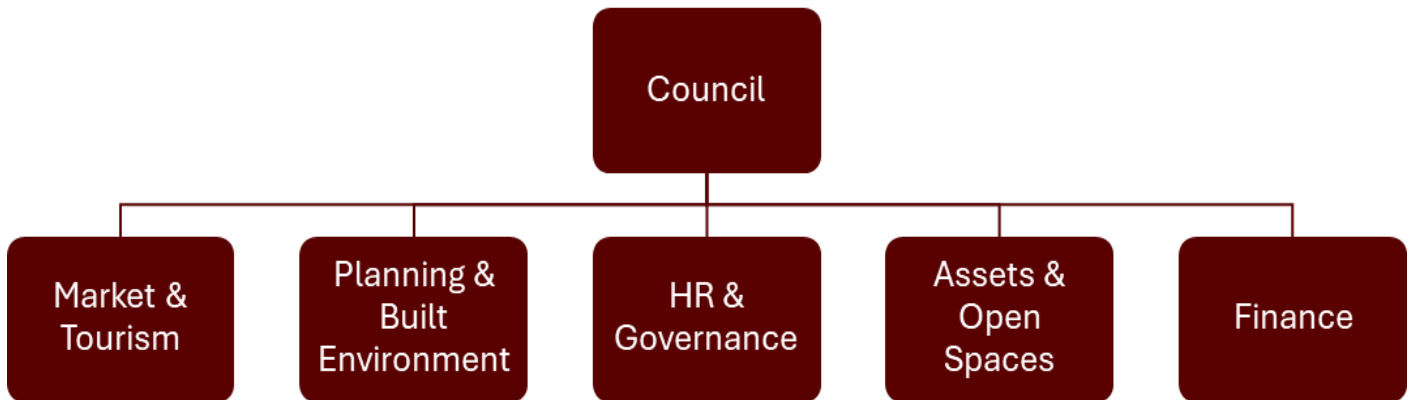 Council
Market &
Tourism
Planning &
Built
Environment
HR &
Governance
Assets &
Open
Spaces
Finance